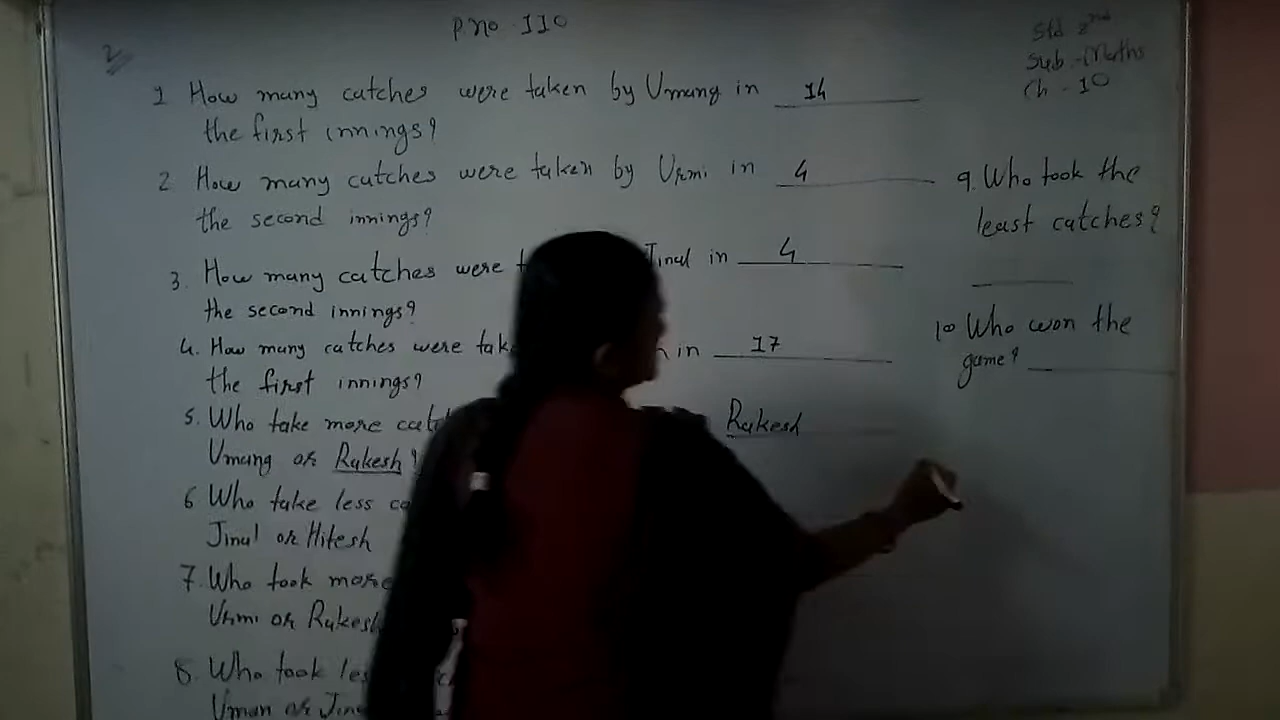 P. no. 110
Std 2nd
Sub - Maths
Ch - 10
2
1 How many catches were taken by Umang in 14
the first innings?
2 How many catches were taken by Urmi in 4
the second innings?
3. How many catches were Jinal in 4
the second innings?
4. How many catches were in 17
the first innings?
5. Who take more Rakesh
Umang or Rakesh?
6 Who take less
Jinal or Hitesh
7. Who took more
Urmi or Rakesh
8. Who took
Uman or
9. Who took the
least catches?
10 Who won the
game?